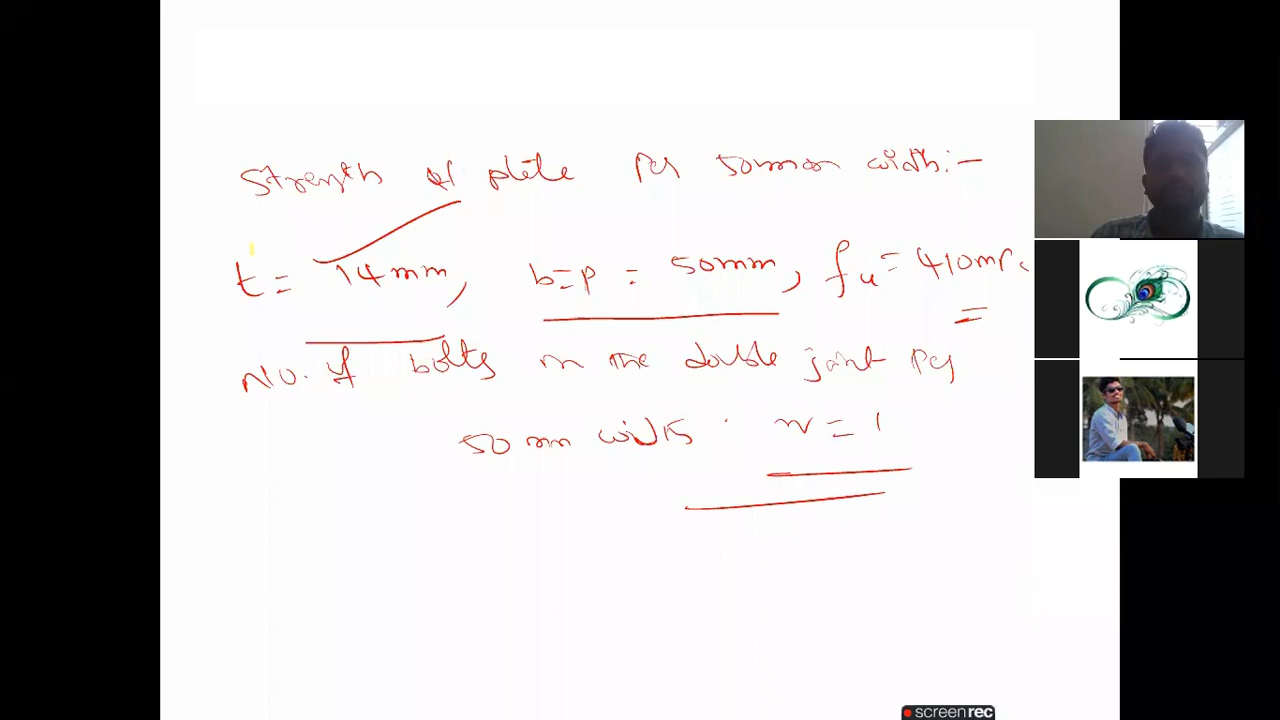 Strength of plate per 50mm width:-
t = 14mm, b=p = 50mm, fu = 410mPa
No. of bolts in the double joint per
50 mm width. n = 1
screenrec